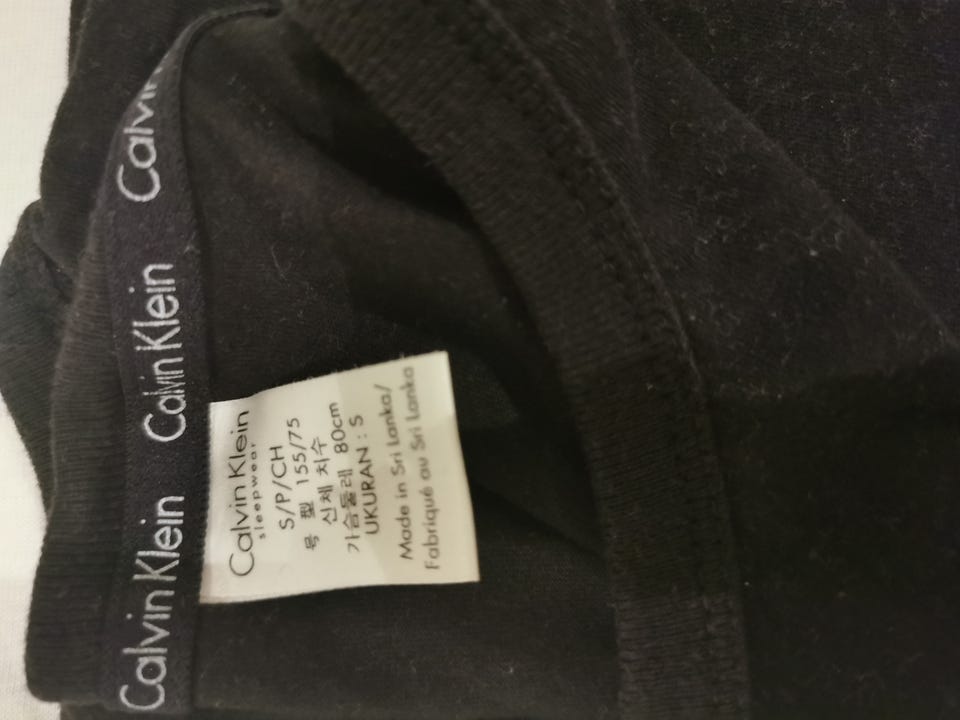 Calvin Klein Calvin Klein Calvin
Calvin Klein
sleepwear
S/P/CH
号 型 155/75
신체 치수
가슴둘레 80cm
UKURAN : S
Made in Sri Lanka/
Fabriqué au Sri Lanka